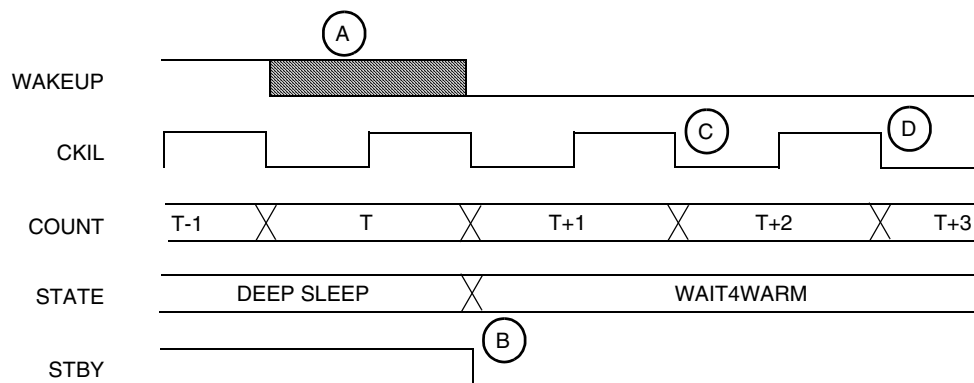 A
WAKEUP
CKIL
C
D
COUNT
T-1
T
T+1
T+2
T+3
STATE
DEEP SLEEP
WAIT4WARM
B
STBY